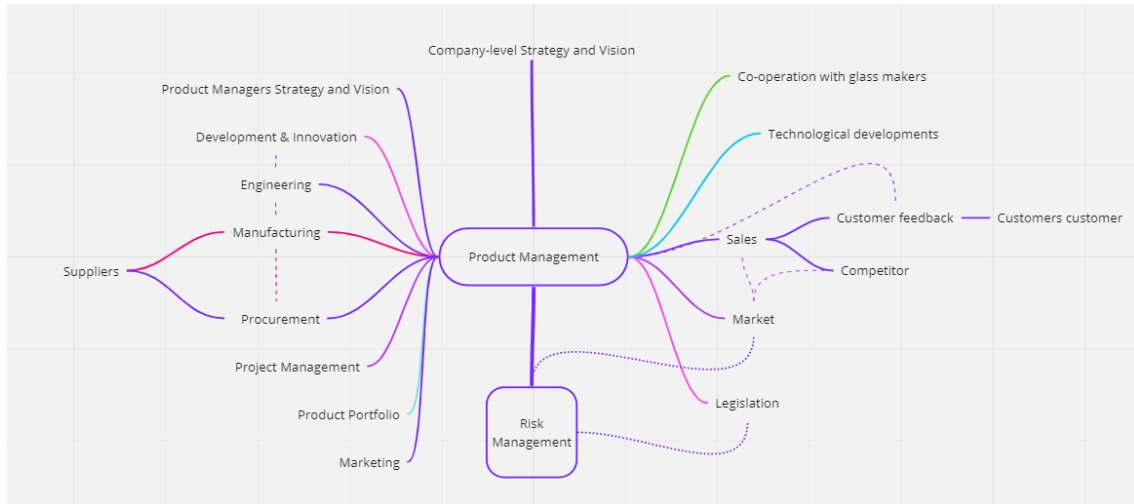 Company-level Strategy and Vision
Product Managers Strategy and Vision
Development & Innovation
Engineering
Manufacturing
Suppliers
Procurement
Project Management
Product Portfolio
Marketing
Product Management
Risk
Management
Co-operation with glass makers
Technological developments
Customer feedback
Customers customer
Sales
Competitor
Market
Legislation